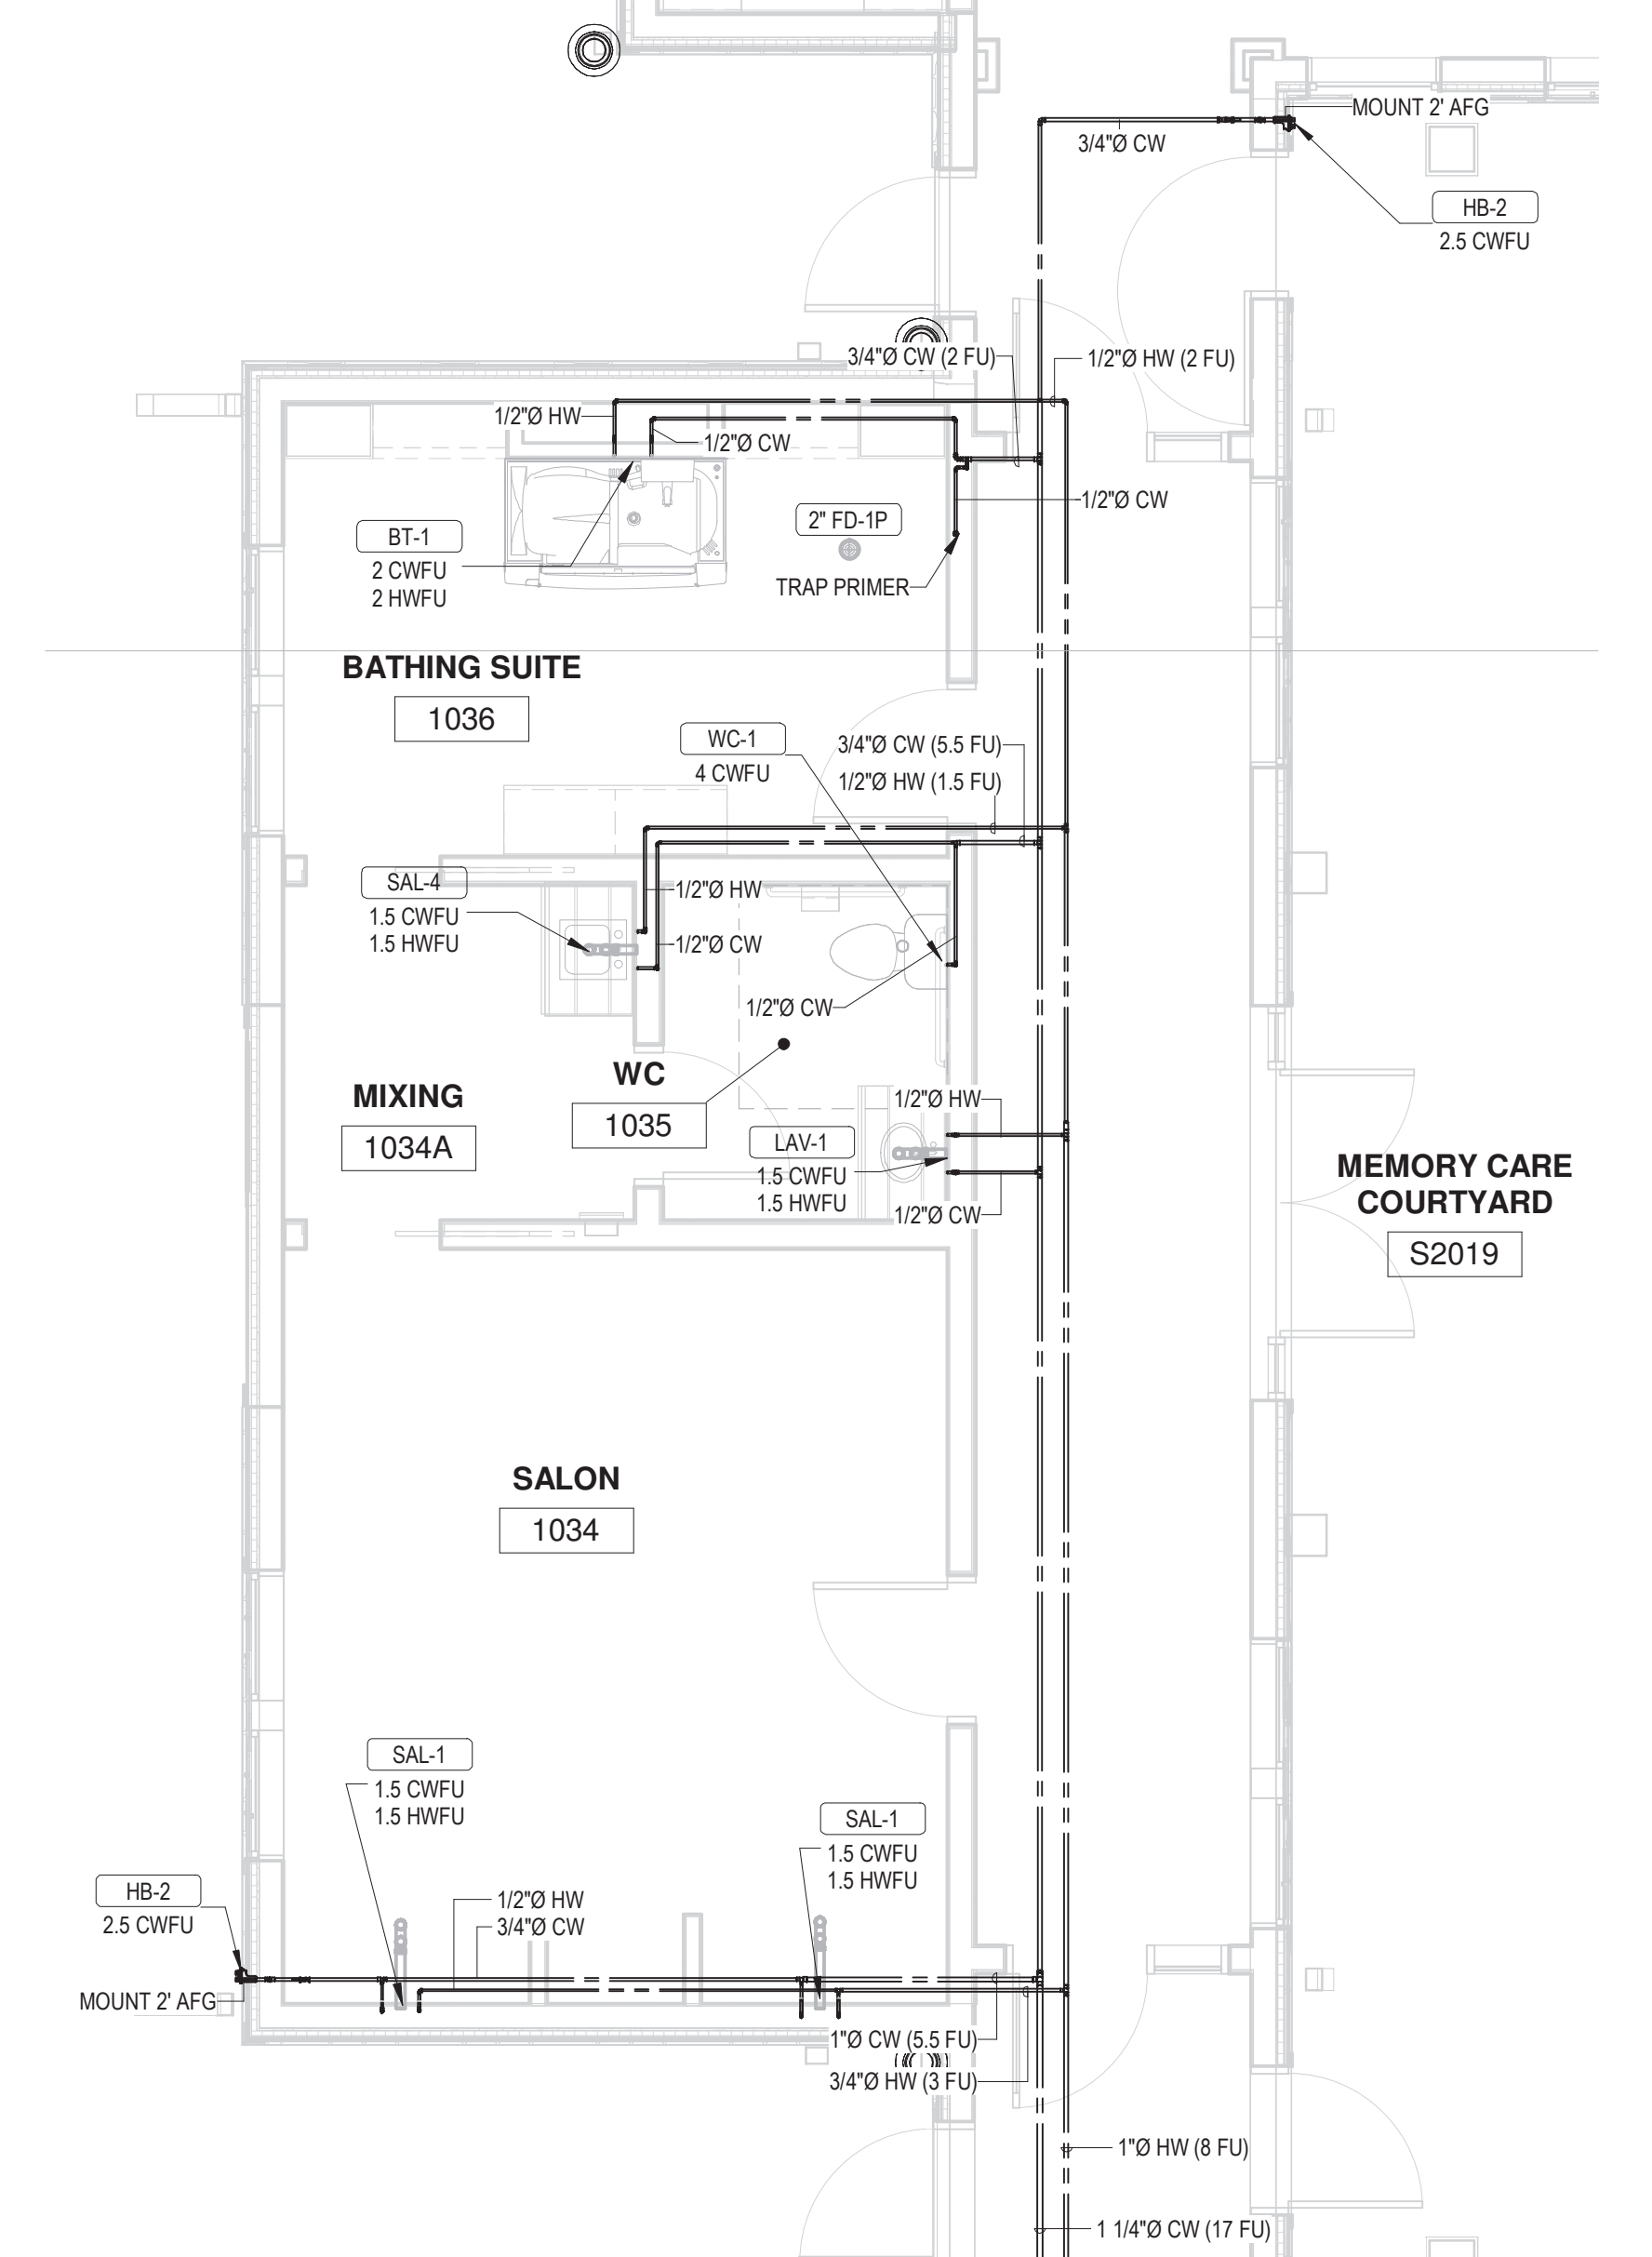 MOUNT 2' AFG
3/4"Ø CW
HB-2
2.5 CWFU
3/4"Ø CW (2 FU)
1/2"Ø HW (2 FU)
1/2"Ø HW
1/2"Ø CW
1/2"Ø CW
2" FD-1P
BT-1
2 CWFU
2 HWFU
TRAP PRIMER
BATHING SUITE
1036
WC-1
4 CWFU
3/4"Ø CW (5.5 FU)
1/2"Ø HW (1.5 FU)
SAL-4
1.5 CWFU
1.5 HWFU
1/2"Ø HW
1/2"Ø CW
1/2"Ø CW
WC
1035
MIXING
1034A
1/2"Ø HW
LAV-1
1.5 CWFU
1.5 HWFU
1/2"Ø CW
MEMORY CARE
COURTYARD
S2019
SALON
1034
SAL-1
1.5 CWFU
1.5 HWFU
SAL-1
1.5 CWFU
1.5 HWFU
HB-2
2.5 CWFU
1/2"Ø HW
3/4"Ø CW
MOUNT 2' AFG
1"Ø CW (5.5 FU)
3/4"Ø HW (3 FU)
1"Ø HW (8 FU)
1 1/4"Ø CW (17 FU)